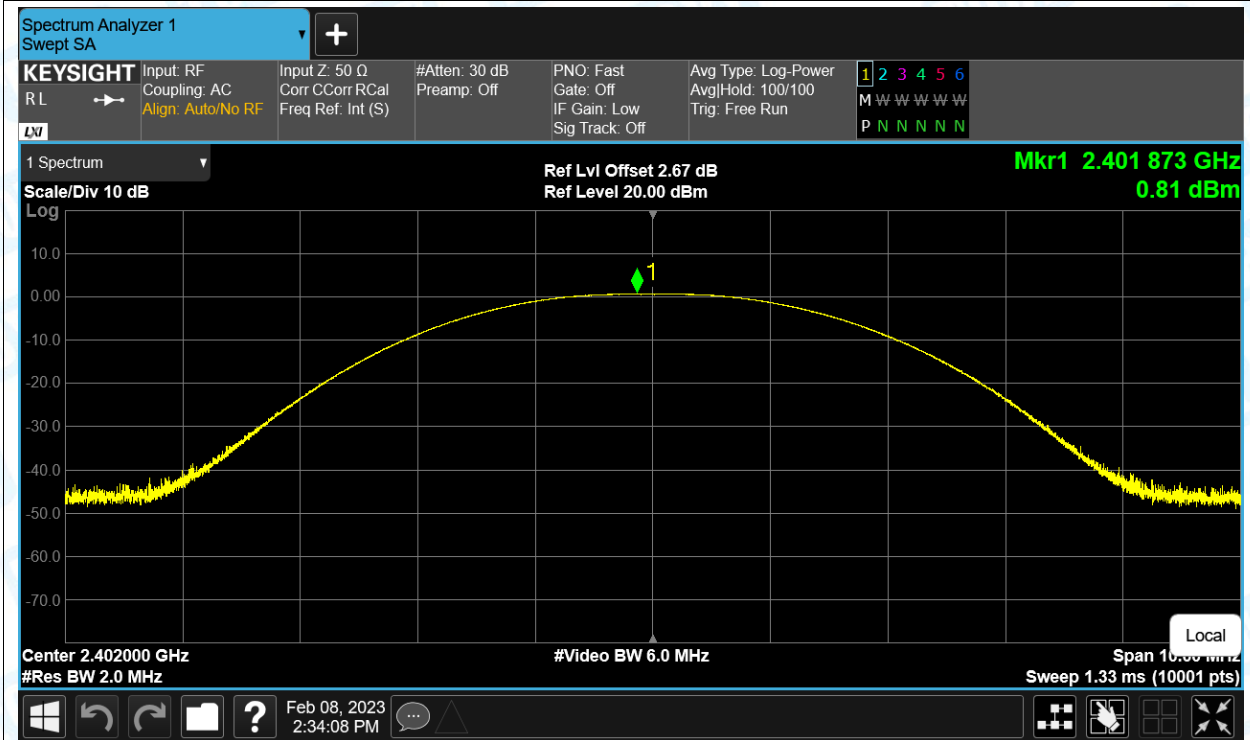 Spectrum Analyzer 1
Swept SA
+
KEYSIGHT
R L
LXI
Input: RF
Coupling: AC
Align: Auto/No RF
Input Z: 50 Ω
Corr CCorr RCal
Freq Ref: Int (S)
#Atten: 30 dB
Preamp: Off
PNO: Fast
Gate: Off
IF Gain: Low
Sig Track: Off
Avg Type: Log-Power
Avg|Hold: 100/100
Trig: Free Run
1 2 3 4 5 6
M W W W W W W
P N N N N N N
1 Spectrum
Scale/Div 10 dB
Log
Ref Lvl Offset 2.67 dB
Ref Level 20.00 dBm
Mkr1 2.401 873 GHz
0.81 dBm
1
10.0
0.00
-10.0
-20.0
-30.0
-40.0
-50.0
-60.0
-70.0
Local
Center 2.402000 GHz
#Video BW 6.0 MHz
Span 10.00 MHz
#Res BW 2.0 MHz
Sweep 1.33 ms (10001 pts)
?
Feb 08, 2023
2:34:08 PM